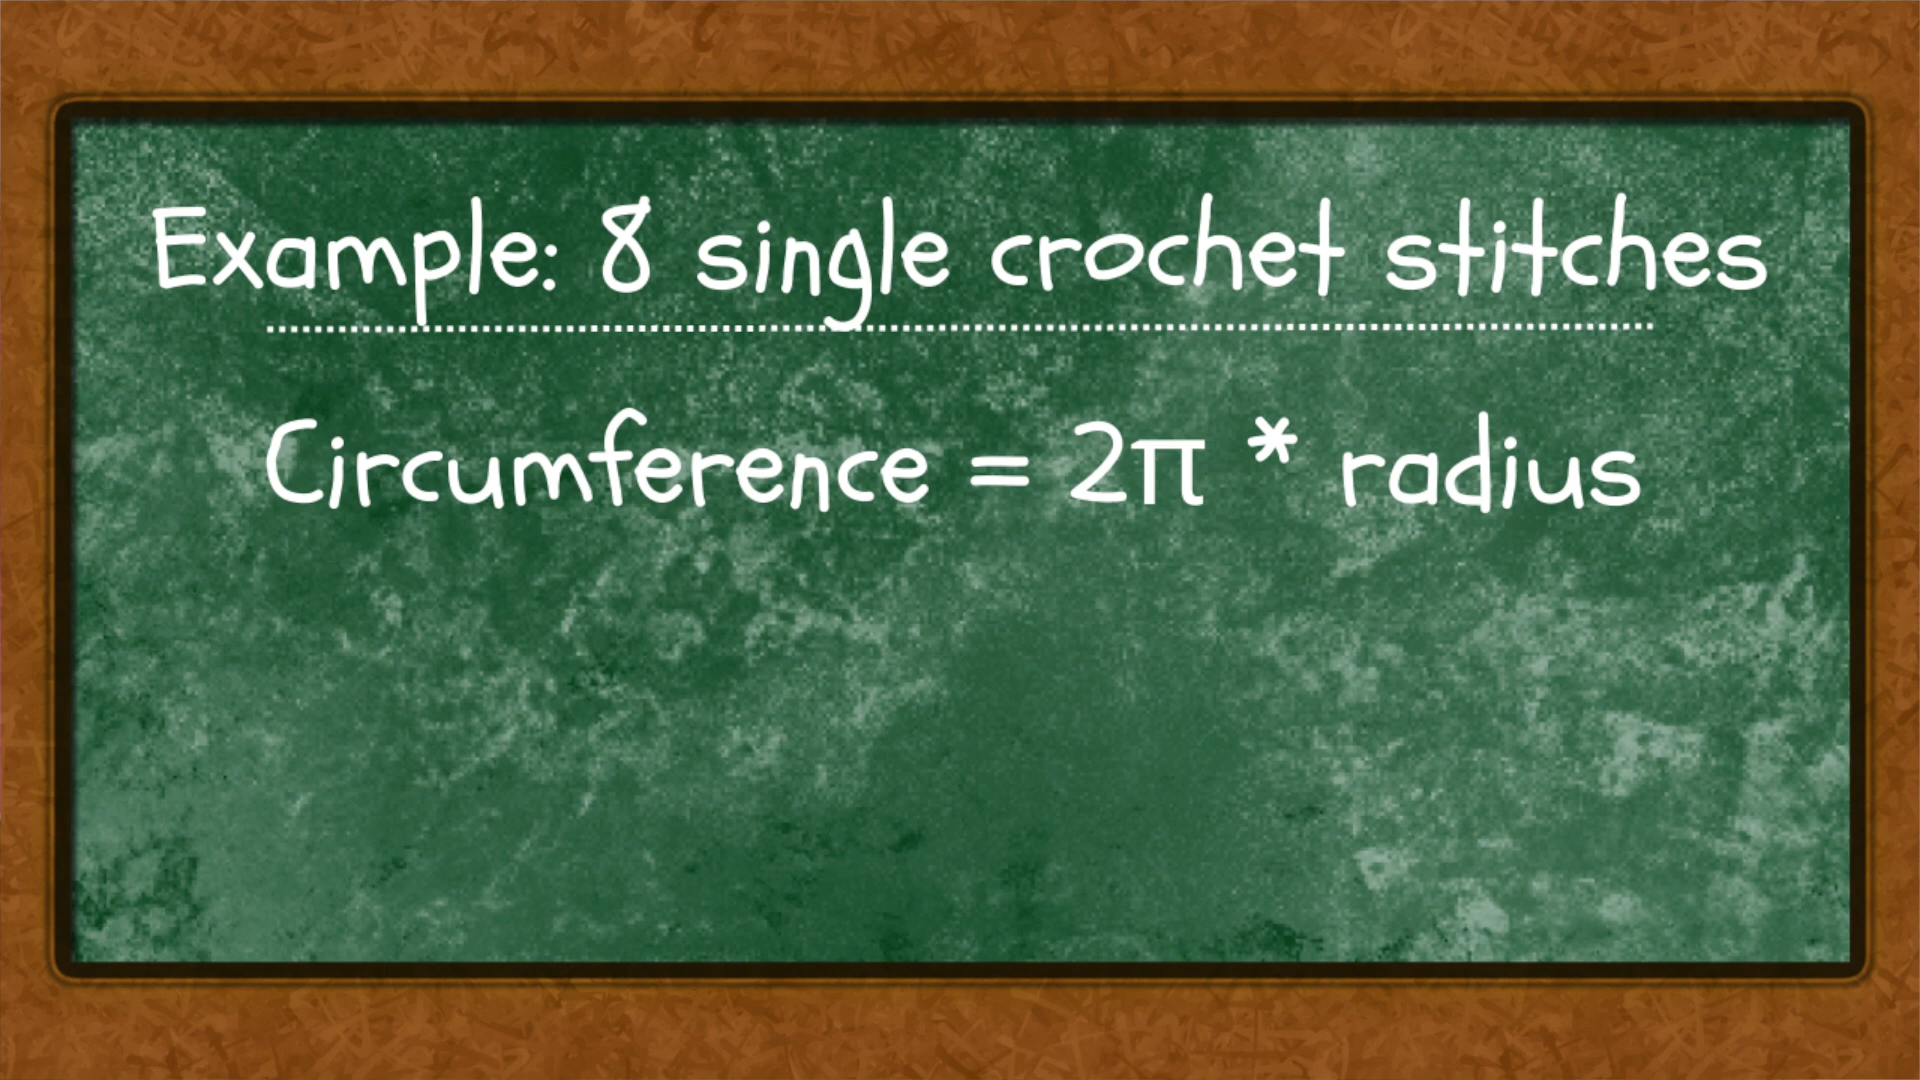 Example: 8 single crochet stitches
Circumference = 2π * radius